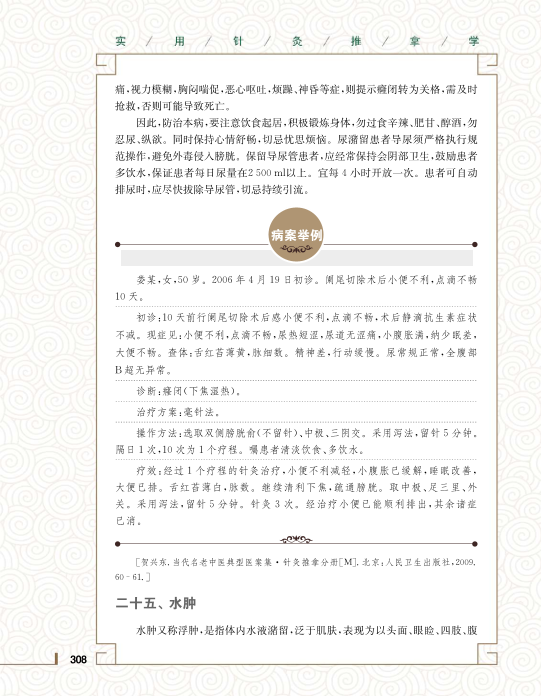 实 / 用 / 针 / 灸 / 推 / 拿 / 学
痛,视力模糊,胸闷喘促,恶心呕吐,烦躁、神昏等症,则提示癃闭转为关格,需及时
抢救,否则可能导致死亡。
因此,防治本病,要注意饮食起居,积极锻炼身体,勿过食辛辣、肥甘、醇酒,勿
忍尿、纵欲。同时保持心情舒畅,切忌忧思烦恼。尿潴留患者导尿须严格执行规
范操作,避免外毒侵入膀胱。保留导尿管患者,应经常保持会阴部卫生,鼓励患者
多饮水,保证患者每日尿量在2 500 ml以上。宜每 4 小时开放一次。患者可自动
排尿时,应尽快拔除导尿管,切忌持续引流。
病案举例
娄某,女,50 岁。2006 年 4 月 19 日初诊。阑尾切除术后小便不利,点滴不畅
10 天。
初诊:10 天前行阑尾切除术后感小便不利,点滴不畅,术后静滴抗生素症状
不减。现症见:小便不利,点滴不畅,尿热短涩,尿道无涩痛,小腹胀满,纳少眠差,
大便不畅。查体:舌红苔薄黄,脉细数。精神差,行动缓慢。尿常规正常,全腹部
B 超无异常。
诊断:癃闭(下焦湿热)。
治疗方案:毫针法。
操作方法:选取双侧膀胱俞(不留针)、中极、三阴交。采用泻法,留针 5 分钟。
隔日 1 次,10 次为 1 个疗程。嘱患者清淡饮食、多饮水。
疗效:经过 1 个疗程的针灸治疗,小便不利减轻,小腹胀已缓解,睡眠改善,
大便已排。舌红苔薄白,脉数。继续清利下焦,疏通膀胱。取中极、足三里、外
关。采用泻法,留针 5 分钟。针灸 3 次。经治疗小便已能顺利排出,其余诸症
已消。
[贺兴东.当代名老中医典型医案集·针灸推拿分册[M].北京:人民卫生出版社,2009.
60-61.]
二十五、水肿
水肿又称浮肿,是指体内水液潴留,泛于肌肤,表现为以头面、眼睑、四肢、腹
308